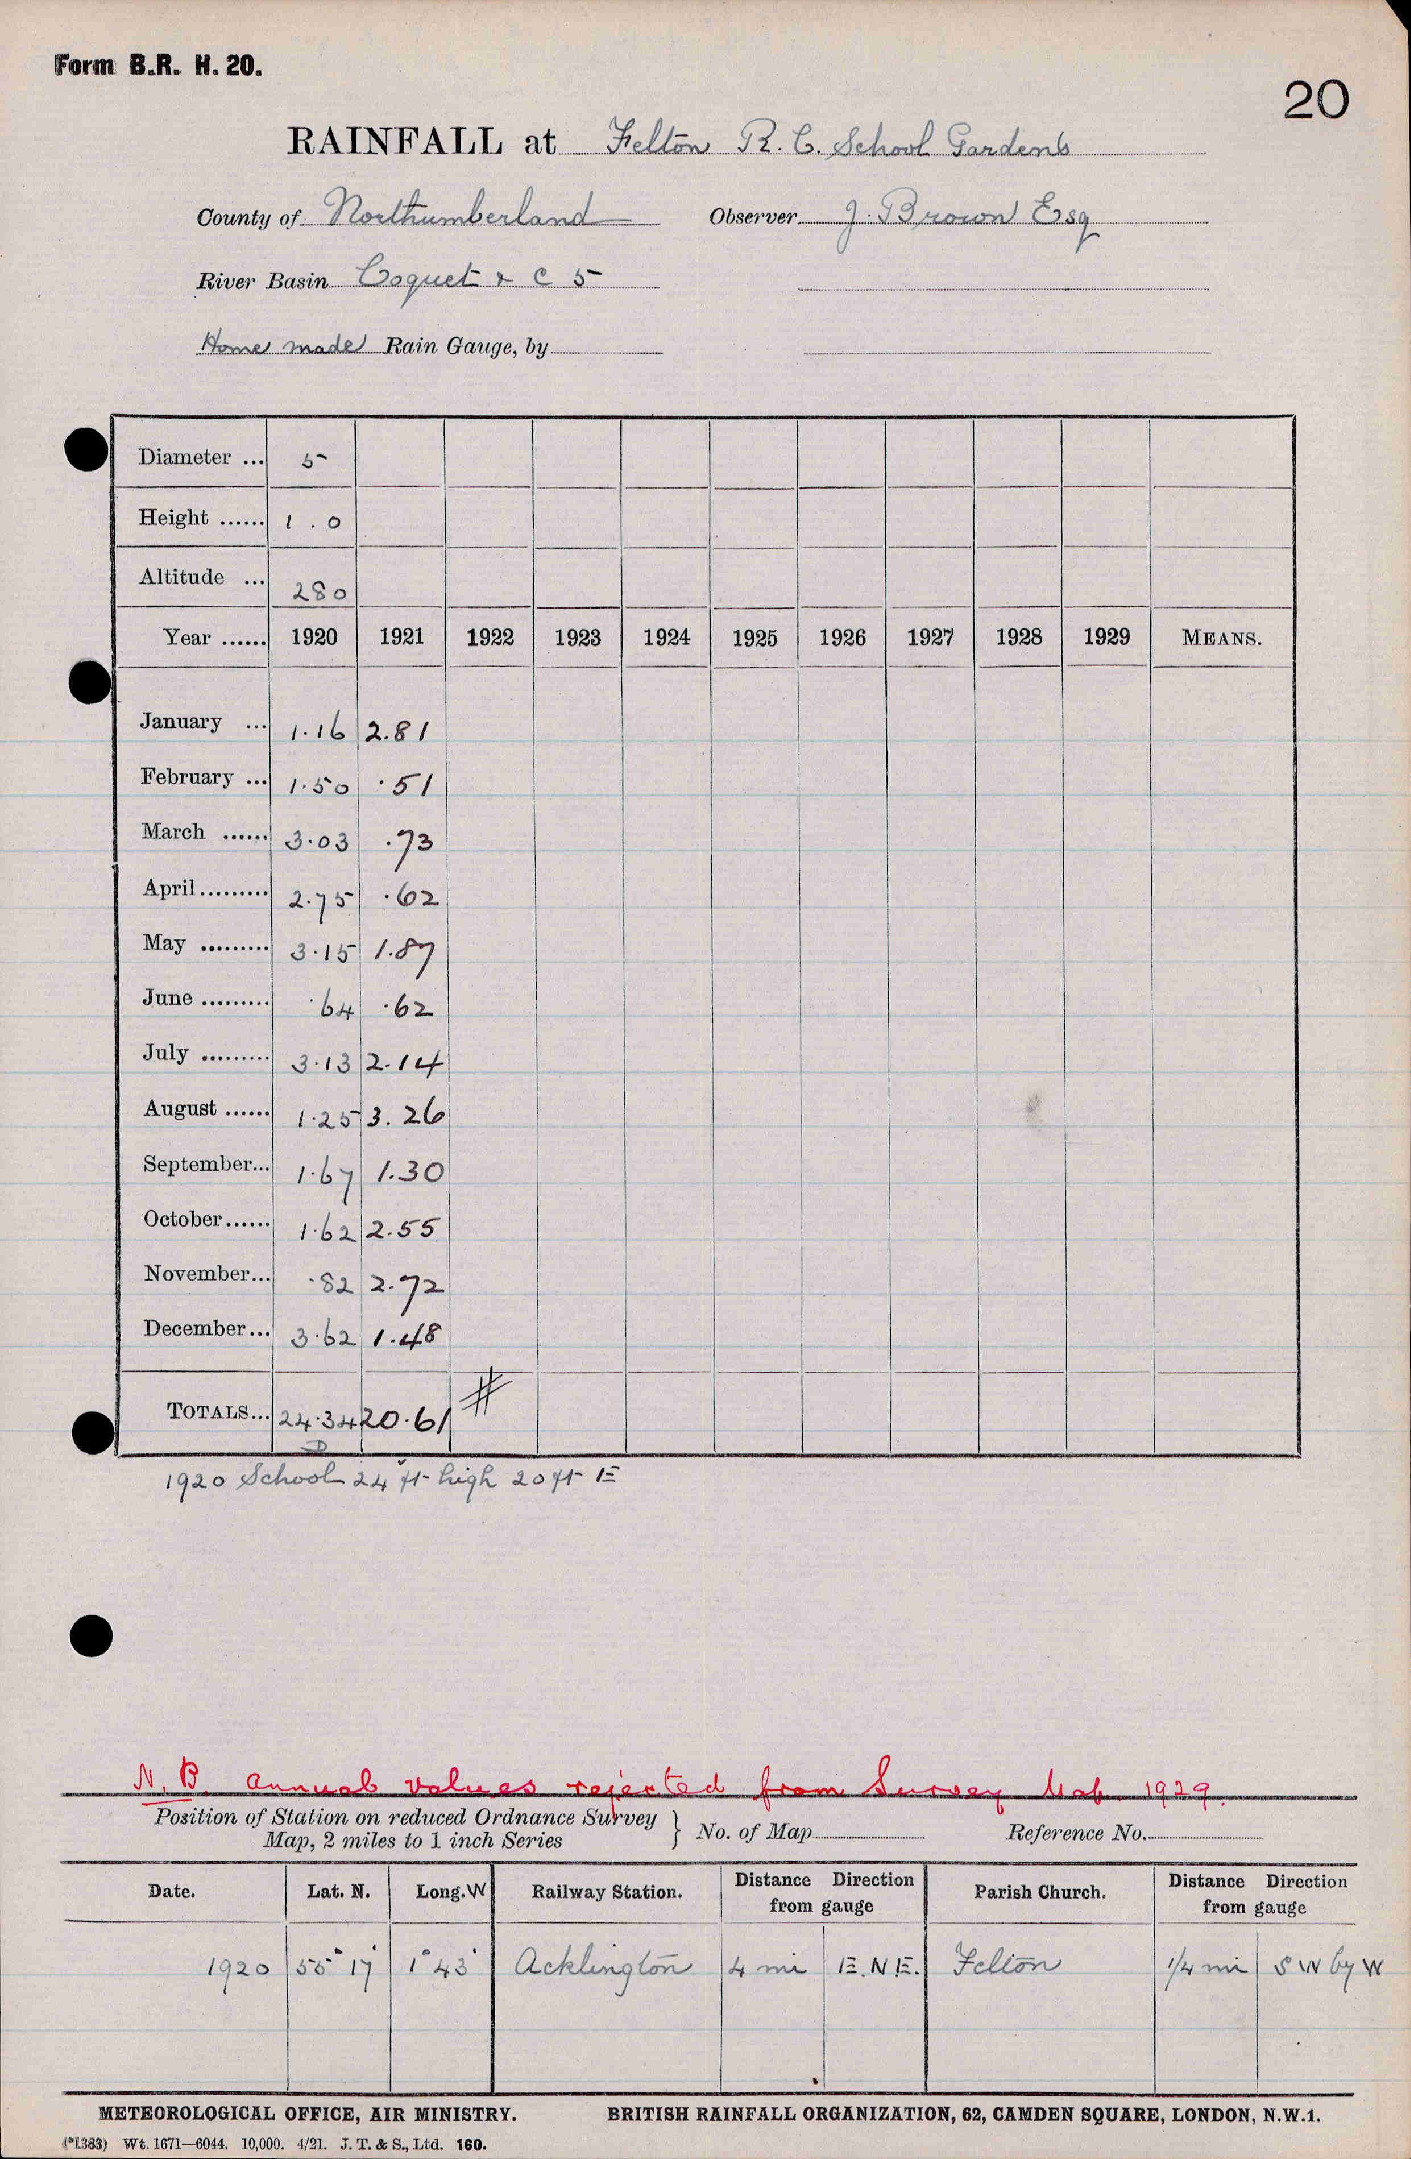 Form B.R. H. 20.
20
RAINFALL at Felton R. C. School Gardens
County of Northumberland Observer J. Brown Esq
River Basin Coquet & C 5
Home made Rain Gauge, by
Diameter ... 5
Height ...... 1 . 0
Altitude ... 280
Year ...... 1920 1921 1922 1923 1924 1925 1926 1927 1928 1929 MEANS.
January ... 1.16 2.81
February ... 1.50 .51
March ...... 3.03 .73
April ......... 2.75 .62
May ......... 3.15 1.87
June ......... .64 .62
July ......... 3.13 2.14
August ...... 1.25 3.26
September... 1.67 1.30
October...... 1.62 2.55
November... .82 2.72
December... 3.62 1.48
TOTALS... 24.34 20.61 #
D
1920 School 24 ft high 20 ft E
N.B. Annual values rejected from Survey Map 1929.
Position of Station on reduced Ordnance Survey
Map, 2 miles to 1 inch Series } No. of Map Reference No.
Date. Lat. N. Long. W Railway Station. Distance Direction from gauge Parish Church. Distance Direction from gauge
1920 55° 17' 1° 43' Acklington 4 mi E.N.E. Felton 1/4 mi SW by W
METEOROLOGICAL OFFICE, AIR MINISTRY. BRITISH RAINFALL ORGANIZATION, 62, CAMDEN SQUARE, LONDON, N.W.1.
(*1383) Wt. 1671—6044. 10,000. 4/21. J. T. & S., Ltd. 160.